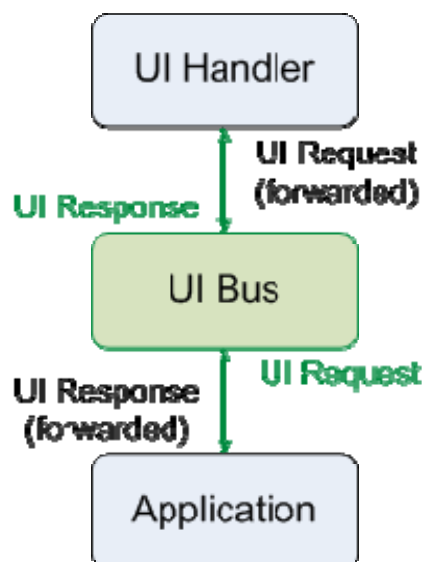 UI Handler
UI Request
(forwarded)
UI Response
UI Bus
UI Request
UI Response
(forwarded)
Application